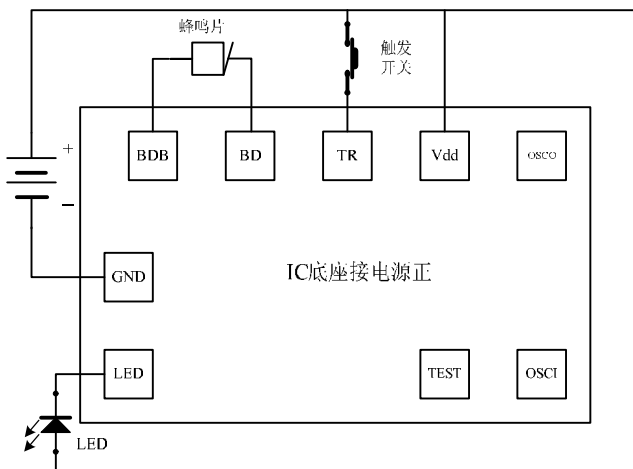 蜂鸣片
触发
开关
BDB
BD
TR
Vdd
OSCO
+
−
GND
IC底座接电源正
LED
TEST
OSCI
LED